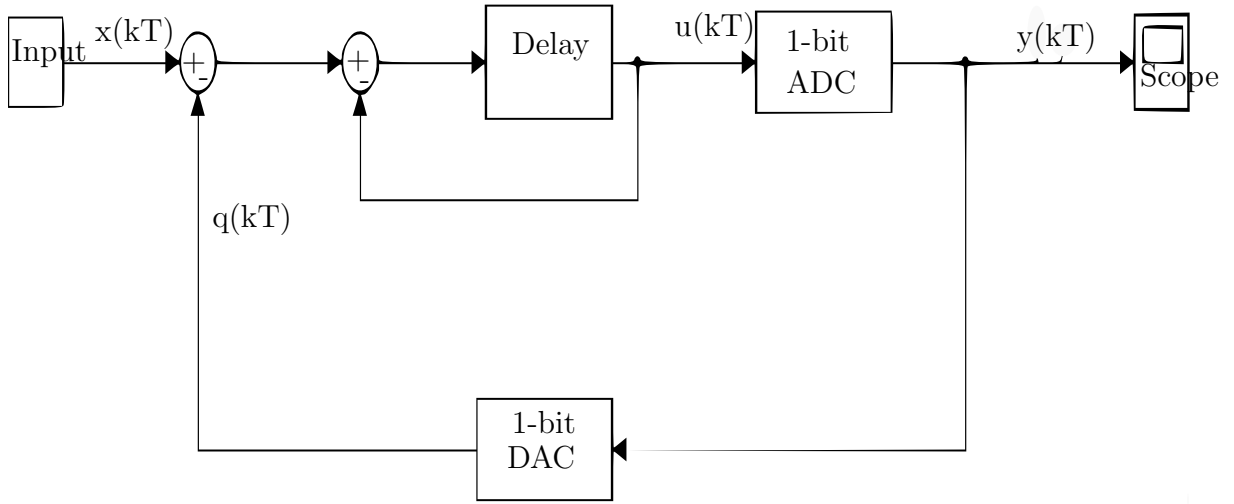 Input
x(kT)
+
-
+
-
Delay
u(kT)
1-bit
ADC
y(kT)
Scope
q(kT)
1-bit
DAC